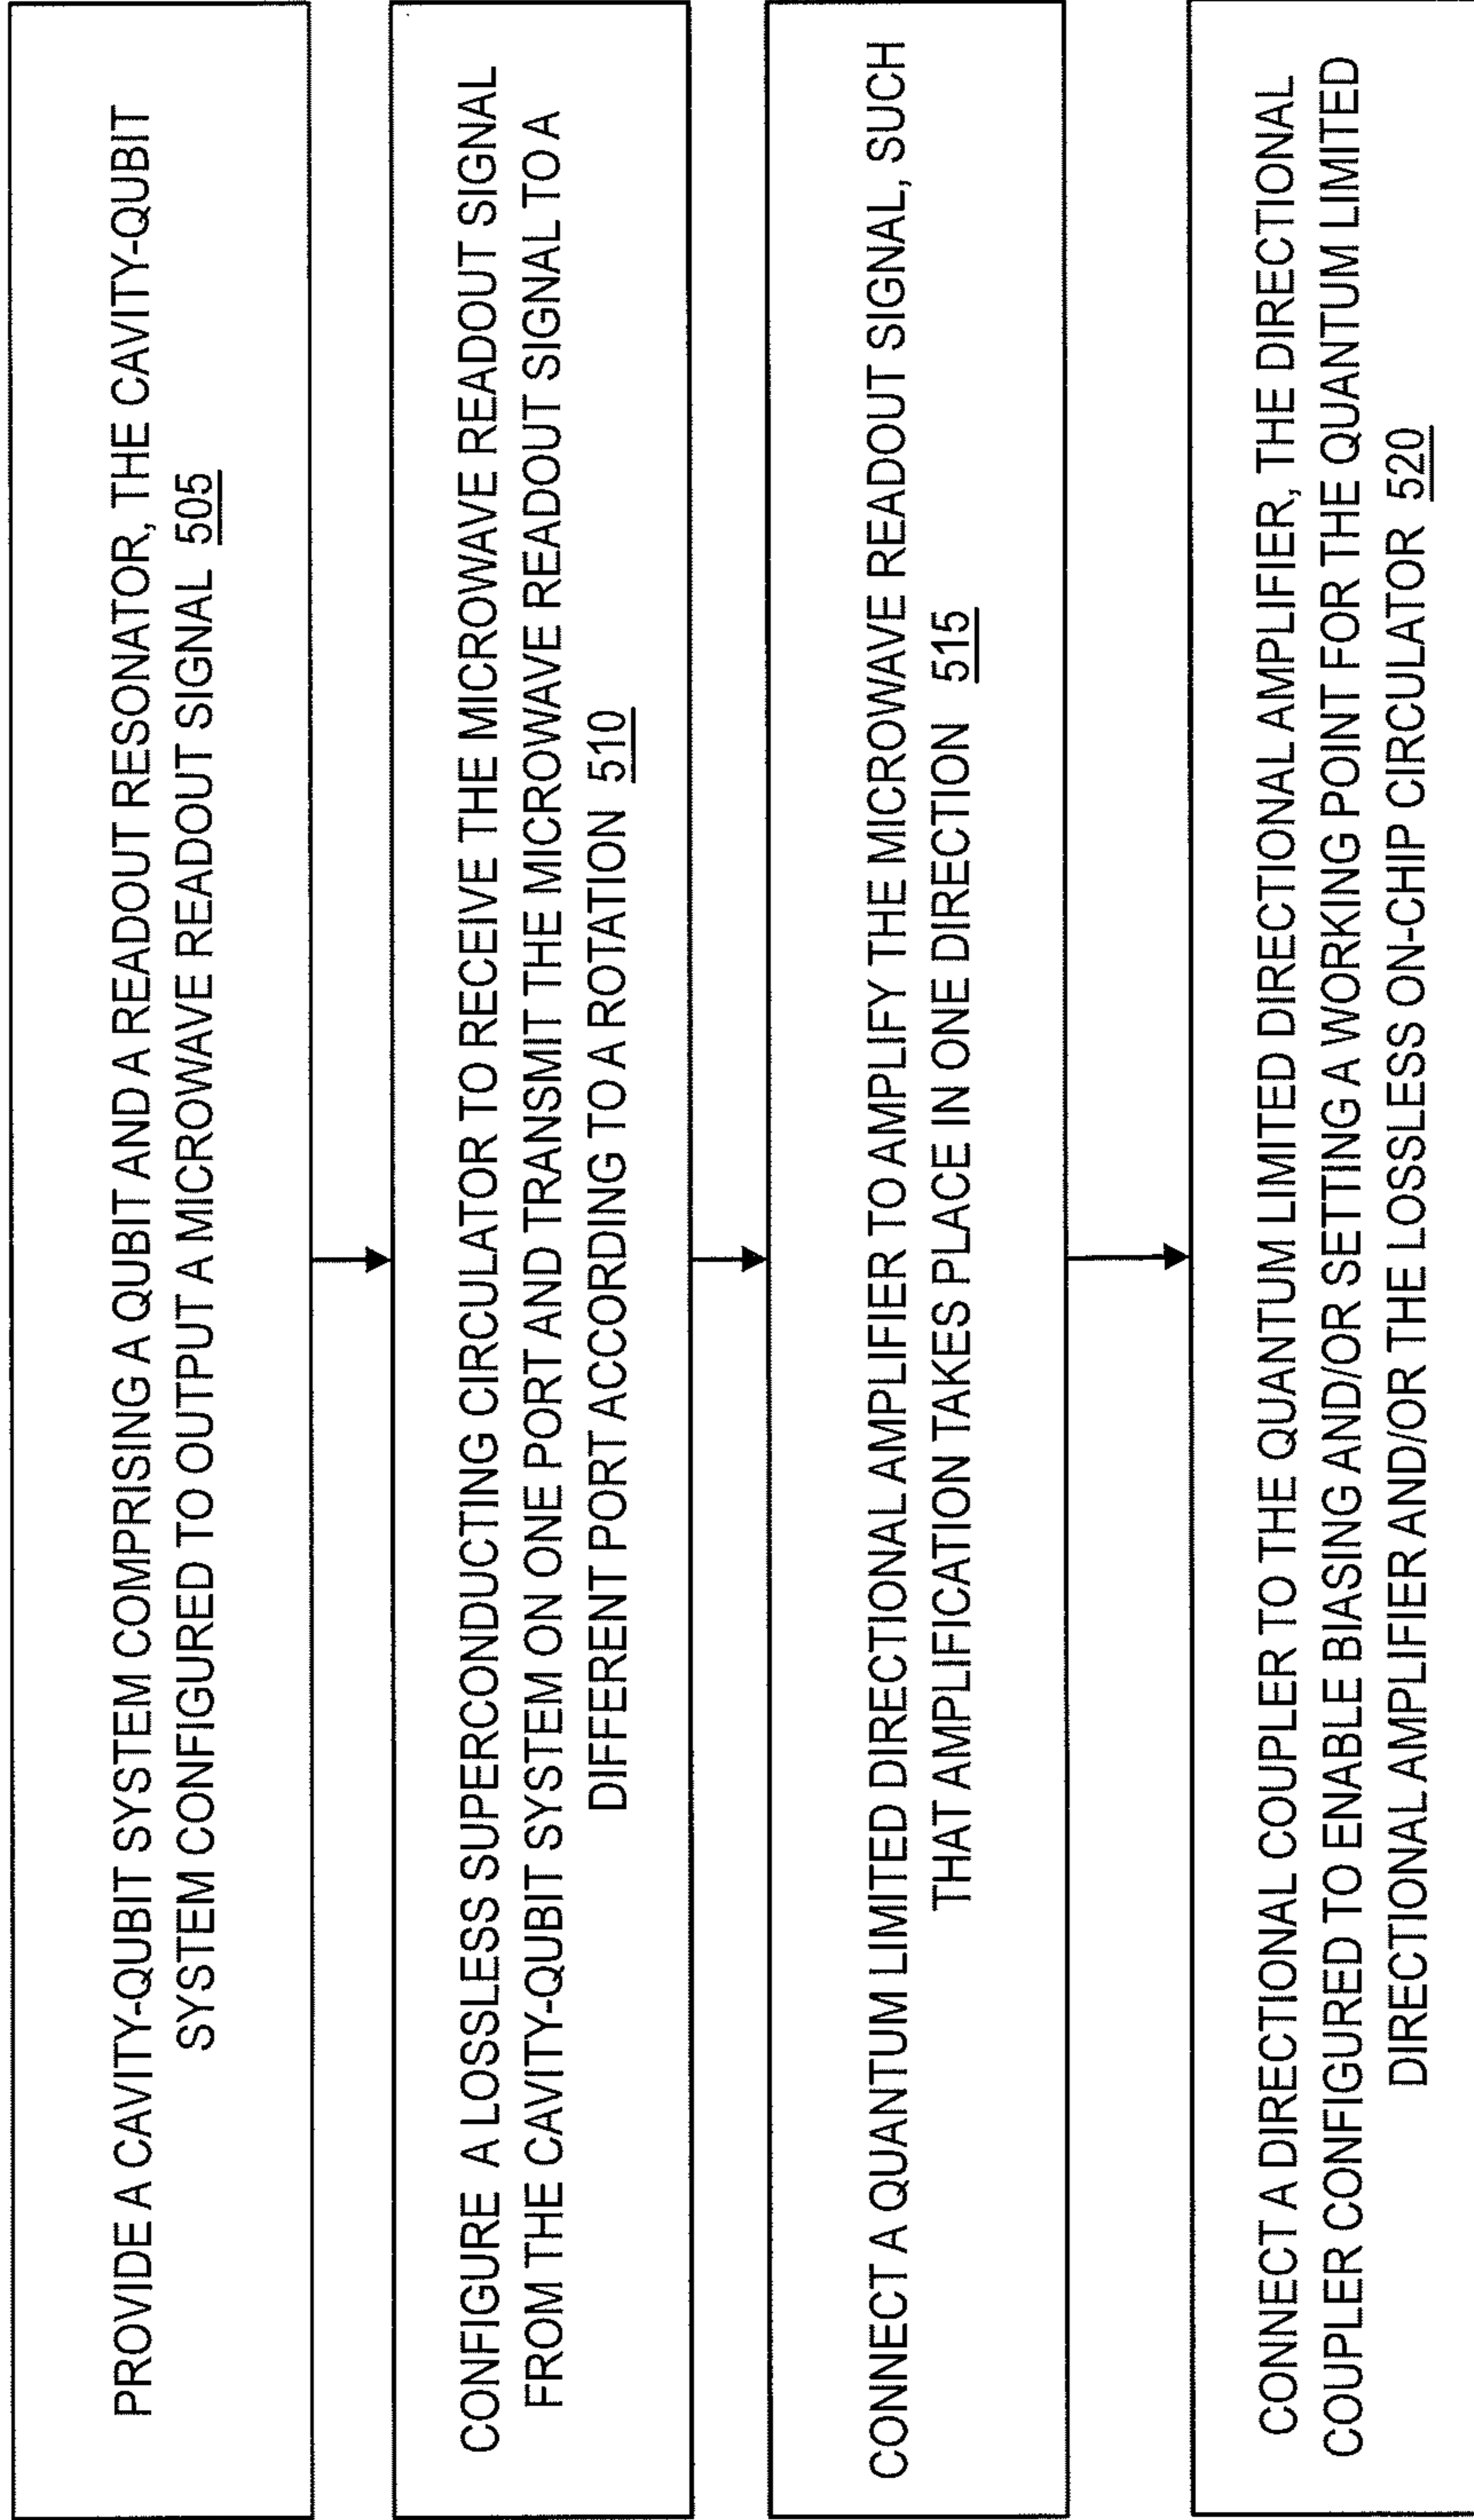 PROVIDE A CAVITY-QUBIT SYSTEM COMPRISING A QUBIT AND A READOUT RESONATOR, THE CAVITY-QUBIT
SYSTEM CONFIGURED TO OUTPUT A MICROWAVE READOUT SIGNAL 505
CONFIGURE A LOSSLESS SUPERCONDUCTING CIRCULATOR TO RECEIVE THE MICROWAVE READOUT SIGNAL
FROM THE CAVITY-QUBIT SYSTEM ON ONE PORT AND TRANSMIT THE MICROWAVE READOUT SIGNAL TO A
DIFFERENT PORT ACCORDING TO A ROTATION 510
CONNECT A QUANTUM LIMITED DIRECTIONAL AMPLIFIER TO AMPLIFY THE MICROWAVE READOUT SIGNAL, SUCH
THAT AMPLIFICATION TAKES PLACE IN ONE DIRECTION 515
CONNECT A DIRECTIONAL COUPLER TO THE QUANTUM LIMITED DIRECTIONAL AMPLIFIER, THE DIRECTIONAL
COUPLER CONFIGURED TO ENABLE BIASING AND/OR SETTING A WORKING POINT FOR THE QUANTUM LIMITED
DIRECTIONAL AMPLIFIER AND/OR THE LOSSLESS ON-CHIP CIRCULATOR 520